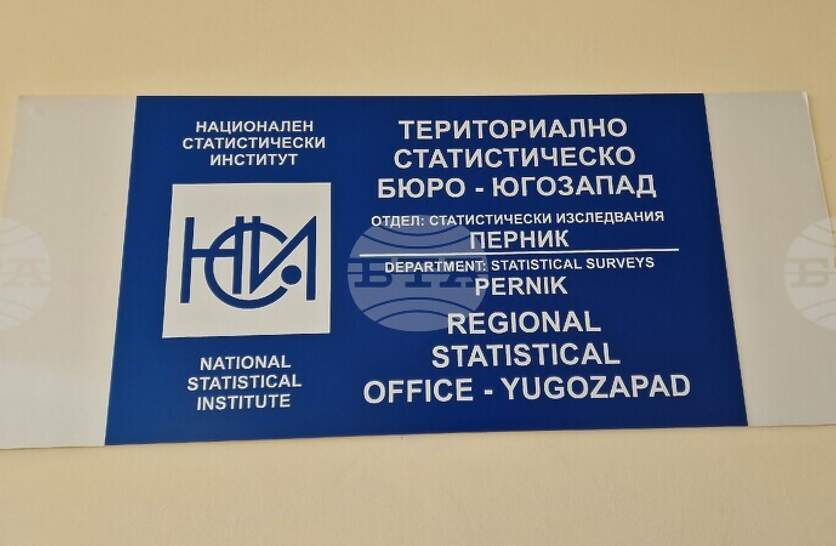 НАЦИОНАЛЕН
СТАТИСТИЧЕСКИ
ИНСТИТУТ
НСИ
NATIONAL
STATISTICAL
INSTITUTE
ТЕРИТОРИАЛНО
СТАТИСТИЧЕСКО
БЮРО - ЮГОЗАПАД
ОТДЕЛ: СТАТИСТИЧЕСКИ ИЗСЛЕДВАНИЯ
ПЕРНИК
DEPARTMENT: STATISTICAL SURVEYS
PERNIK
REGIONAL
STATISTICAL
OFFICE - YUGOZAPAD
БТА